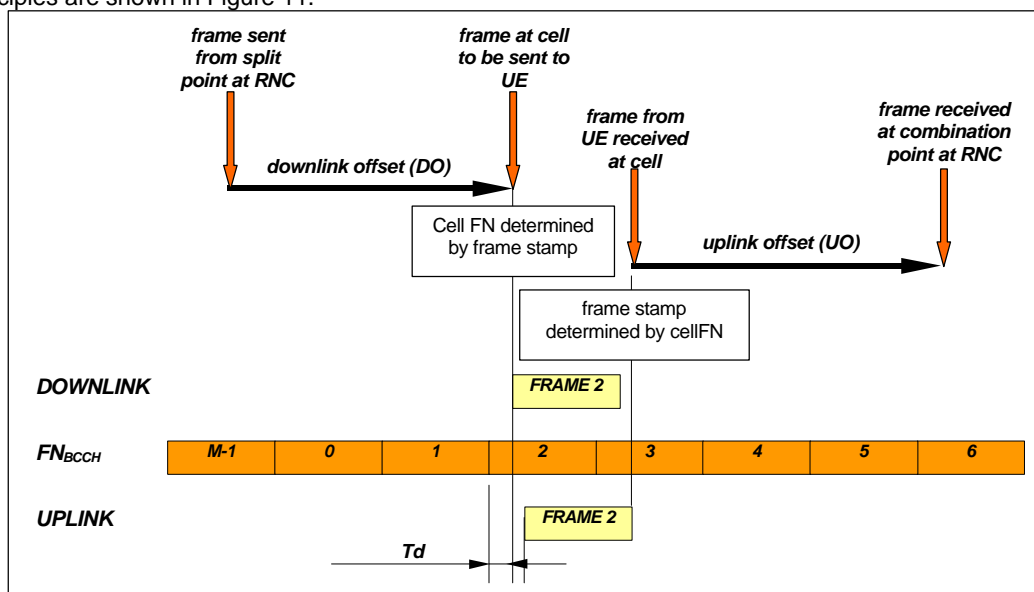 ciples are shown in Figure 11.
frame sent
from split
point at RNC
frame at cell
to be sent to
UE
frame from
UE received
at cell
frame received
at combination
point at RNC
downlink offset (DO)
Cell FN determined
by frame stamp
uplink offset (UO)
frame stamp
determined by cellFN
DOWNLINK
FRAME 2
FNBCCH
M-1 0 1 2 3 4 5 6
UPLINK
FRAME 2
Td